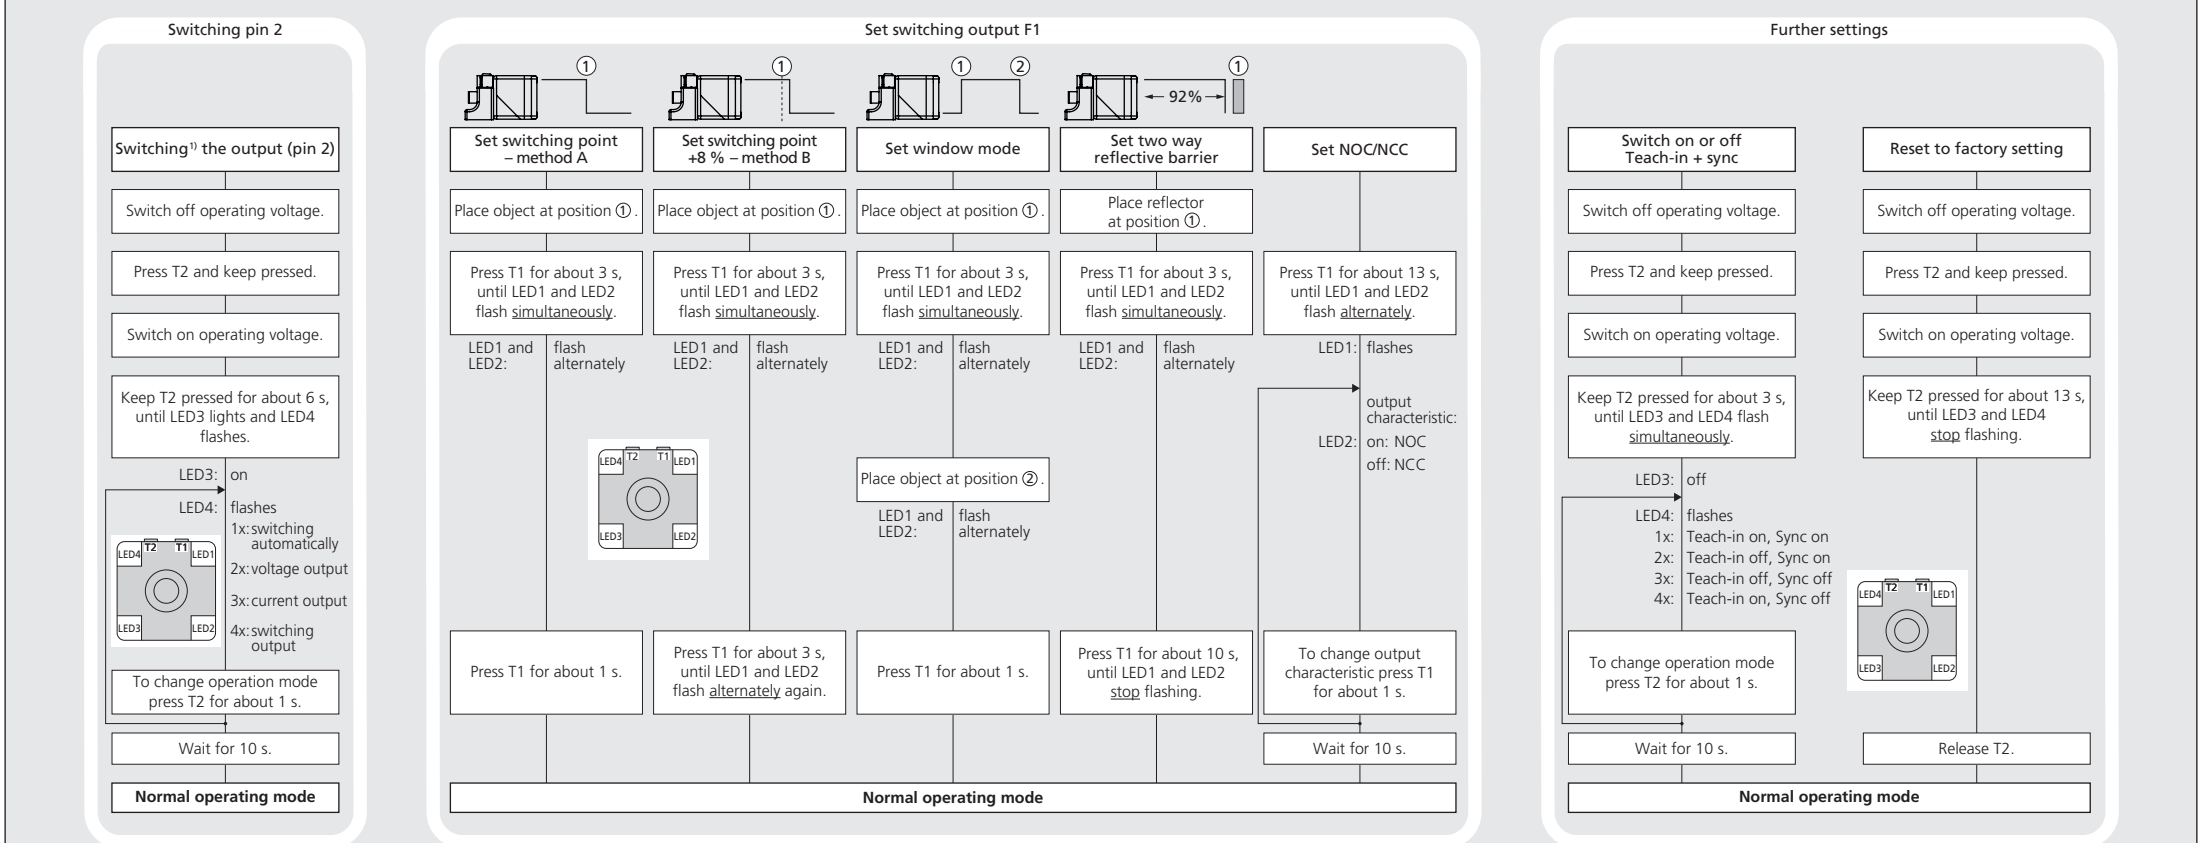 Switching pin 2
Switching¹⁾ the output (pin 2)
Switch off operating voltage.
Press T2 and keep pressed.
Switch on operating voltage.
Keep T2 pressed for about 6 s,
until LED3 lights and LED4
flashes.
LED3: on
LED4: flashes
1x: switching
automatically
2x: voltage output
3x: current output
4x: switching
output
LED4 T2 T1 LED1
LED3 LED2
To change operation mode
press T2 for about 1 s.
Wait for 10 s.
Normal operating mode
Set switching output F1
①
Set switching point
– method A
Place object at position ①.
Press T1 for about 3 s,
until LED1 and LED2
flash simultaneously.
LED1 and flash
LED2: alternately
Press T1 for about 1 s.
①
Set switching point
+8 % – method B
Place object at position ①.
Press T1 for about 3 s,
until LED1 and LED2
flash simultaneously.
LED1 and flash
LED2: alternately
LED4 T2 T1 LED1
LED3 LED2
Press T1 for about 3 s,
until LED1 and LED2
flash alternately again.
① ②
Set window mode
Place object at position ①.
Press T1 for about 3 s,
until LED1 and LED2
flash simultaneously.
LED1 and flash
LED2: alternately
Place object at position ②.
LED1 and flash
LED2: alternately
Press T1 for about 1 s.
①
92%
Set two way
reflective barrier
Place reflector
at position ①.
Press T1 for about 3 s,
until LED1 and LED2
flash simultaneously.
LED1 and flash
LED2: alternately
Press T1 for about 10 s,
until LED1 and LED2
stop flashing.
Set NOC/NCC
Press T1 for about 13 s,
until LED1 and LED2
flash alternately.
LED1: flashes
output
characteristic:
LED2: on: NOC
off: NCC
To change output
characteristic press T1
for about 1 s.
Wait for 10 s.
Normal operating mode
Further settings
Switch on or off
Teach-in + sync
Switch off operating voltage.
Press T2 and keep pressed.
Switch on operating voltage.
Keep T2 pressed for about 3 s,
until LED3 and LED4 flash
simultaneously.
LED3: off
LED4: flashes
1x: Teach-in on, Sync on
2x: Teach-in off, Sync on
3x: Teach-in off, Sync off
4x: Teach-in on, Sync off
To change operation mode
press T2 for about 1 s.
Wait for 10 s.
Reset to factory setting
Switch off operating voltage.
Press T2 and keep pressed.
Switch on operating voltage.
Keep T2 pressed for about 13 s,
until LED3 and LED4
stop flashing.
LED4 T2 T1 LED1
LED3 LED2
Release T2.
Normal operating mode